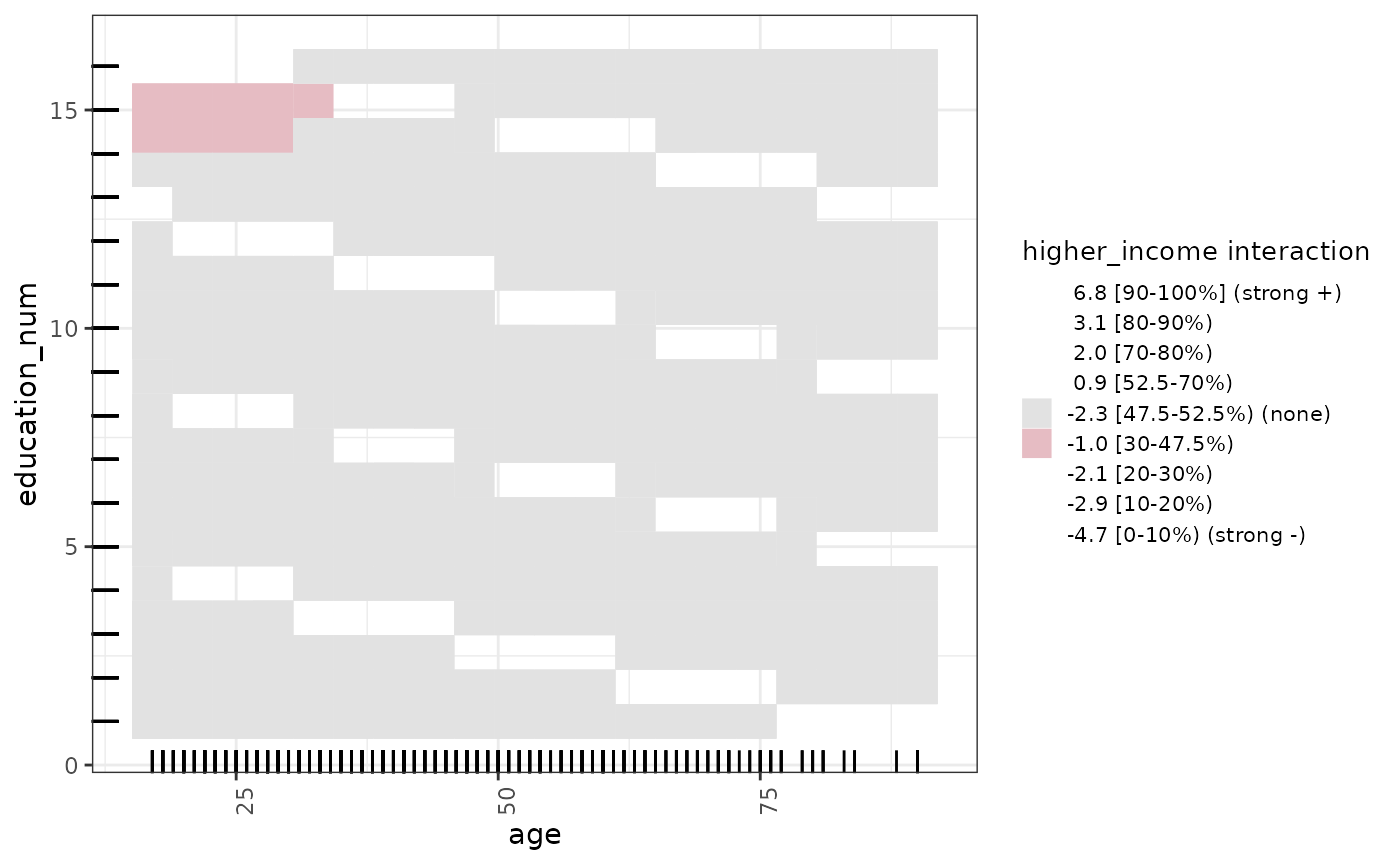 15
10
5
0
education_num
25
50
75
age
higher_income interaction
6.8 [90-100%] (strong +)
3.1 [80-90%)
2.0 [70-80%)
0.9 [52.5-70%)
-2.3 [47.5-52.5%) (none)
-1.0 [30-47.5%)
-2.1 [20-30%)
-2.9 [10-20%)
-4.7 [0-10%) (strong -)